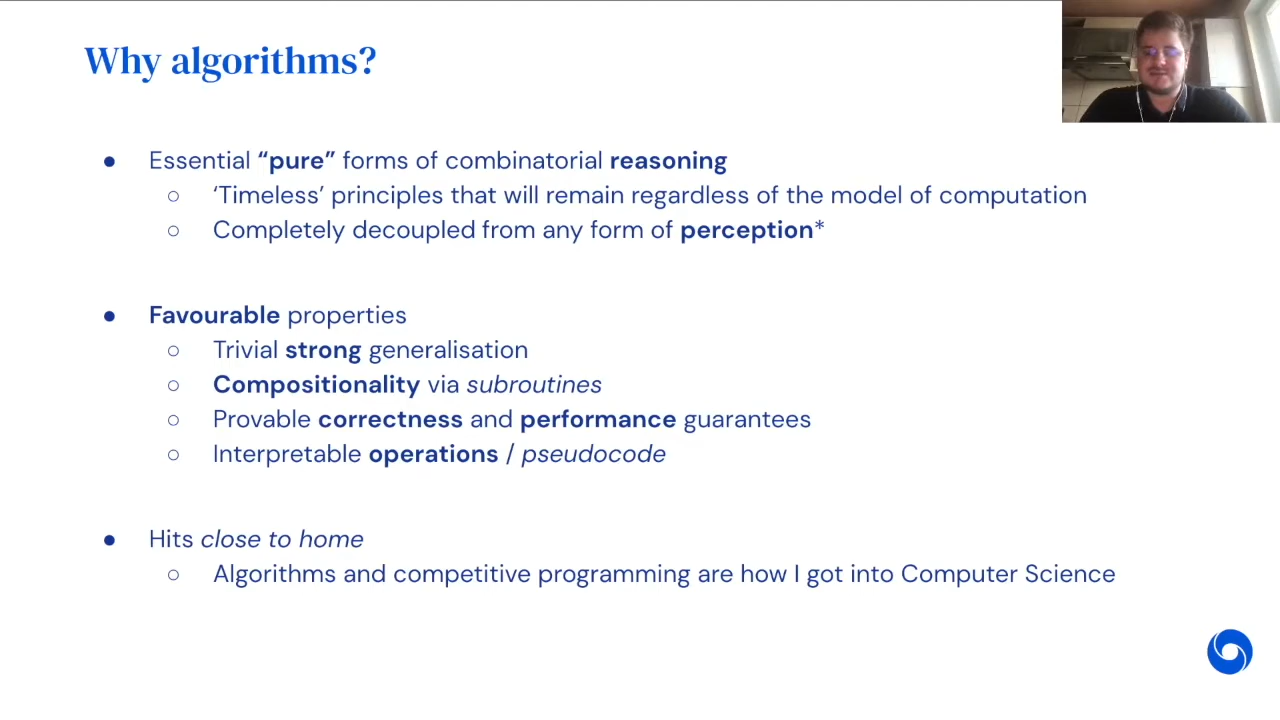 Why algorithms?
● Essential “pure” forms of combinatorial reasoning
○ ‘Timeless’ principles that will remain regardless of the model of computation
○ Completely decoupled from any form of perception*
● Favourable properties
○ Trivial strong generalisation
○ Compositionality via subroutines
○ Provable correctness and performance guarantees
○ Interpretable operations / pseudocode
● Hits close to home
○ Algorithms and competitive programming are how I got into Computer Science